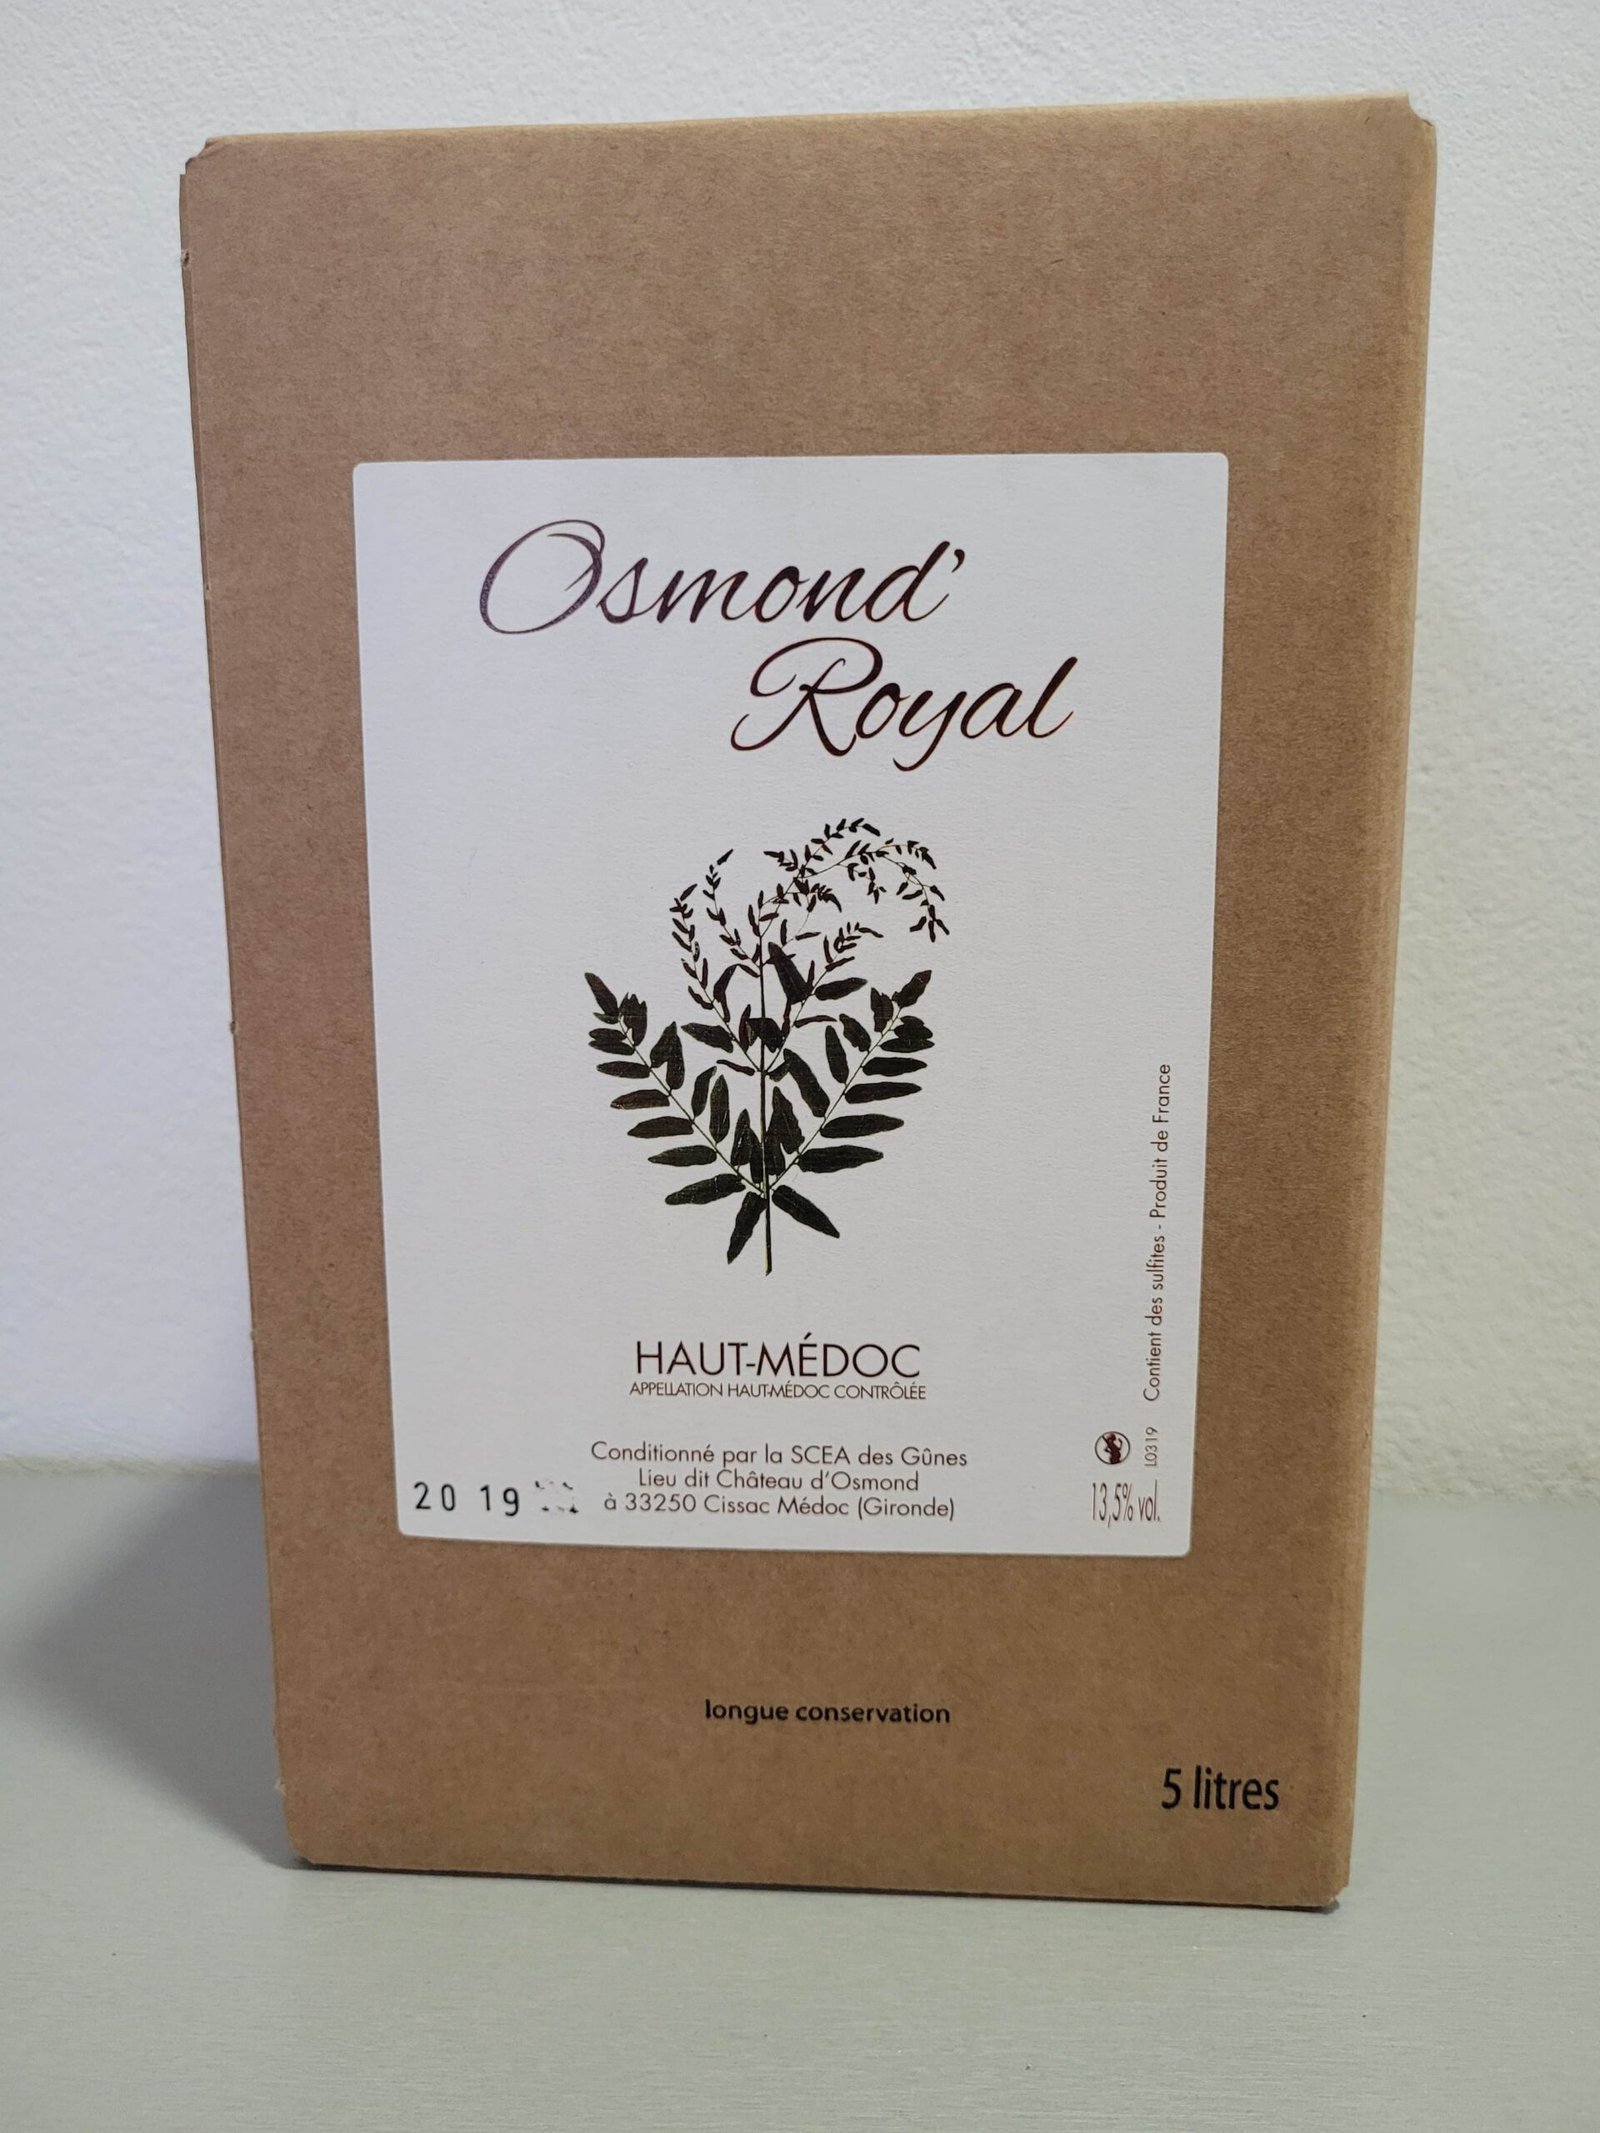 Osmond'
Royal
HAUT-MÉDOC
APPELLATION HAUT-MÉDOC CONTRÔLÉE
Conditionné par la SCEA des Gûnes
Lieu dit Château d'Osmond
à 33250 Cissac Médoc (Gironde)
20 19
13,5% vol.
L0319
Contient des sulfites - Produit de France
longue conservation
5 litres